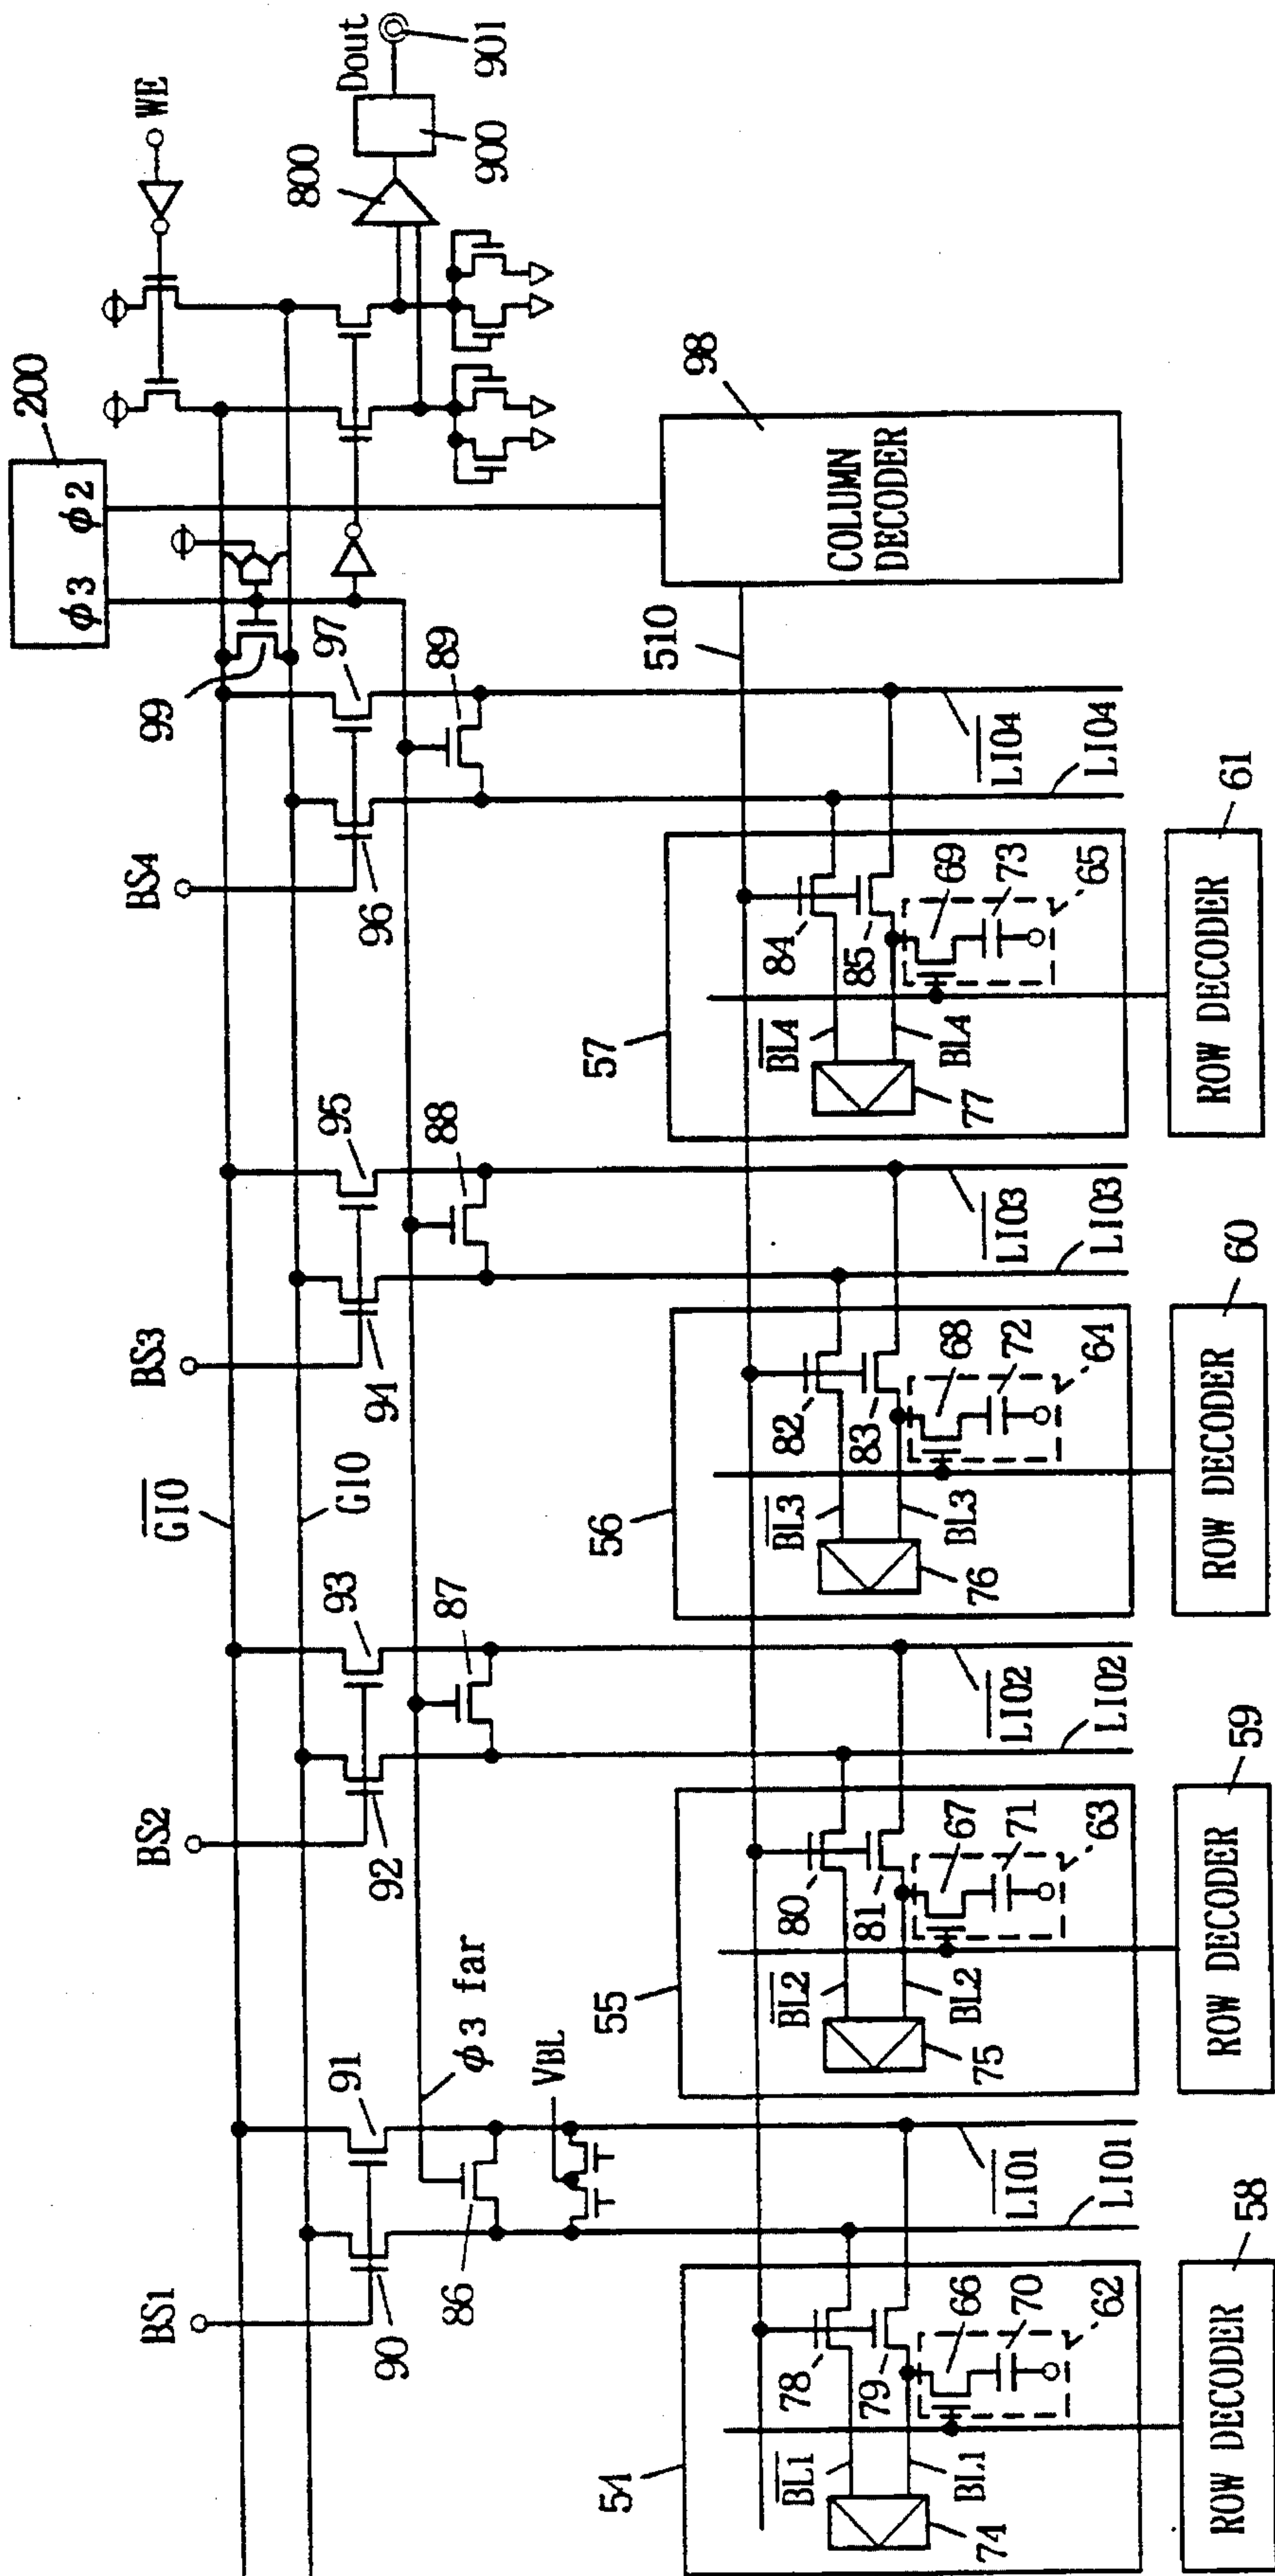 200
φ3
φ2
WE
Dout
901
900
800
98
COLUMN DECODER
510
99
97
96
BS4
89
LIO4
LIO4
57
84
85
69
73
65
BL4
BL4
77
ROW DECODER
61
BS3
95
94
88
LIO3
LIO3
56
82
83
68
72
64
BL3
BL3
76
ROW DECODER
60
GIO
GIO
BS2
93
92
87
LIO2
LIO2
55
80
81
67
71
63
BL2
BL2
75
ROW DECODER
59
φ3 far
VBL
BS1
91
90
86
LIO1
LIO1
54
78
79
66
70
62
BL1
BL1
74
ROW DECODER
58